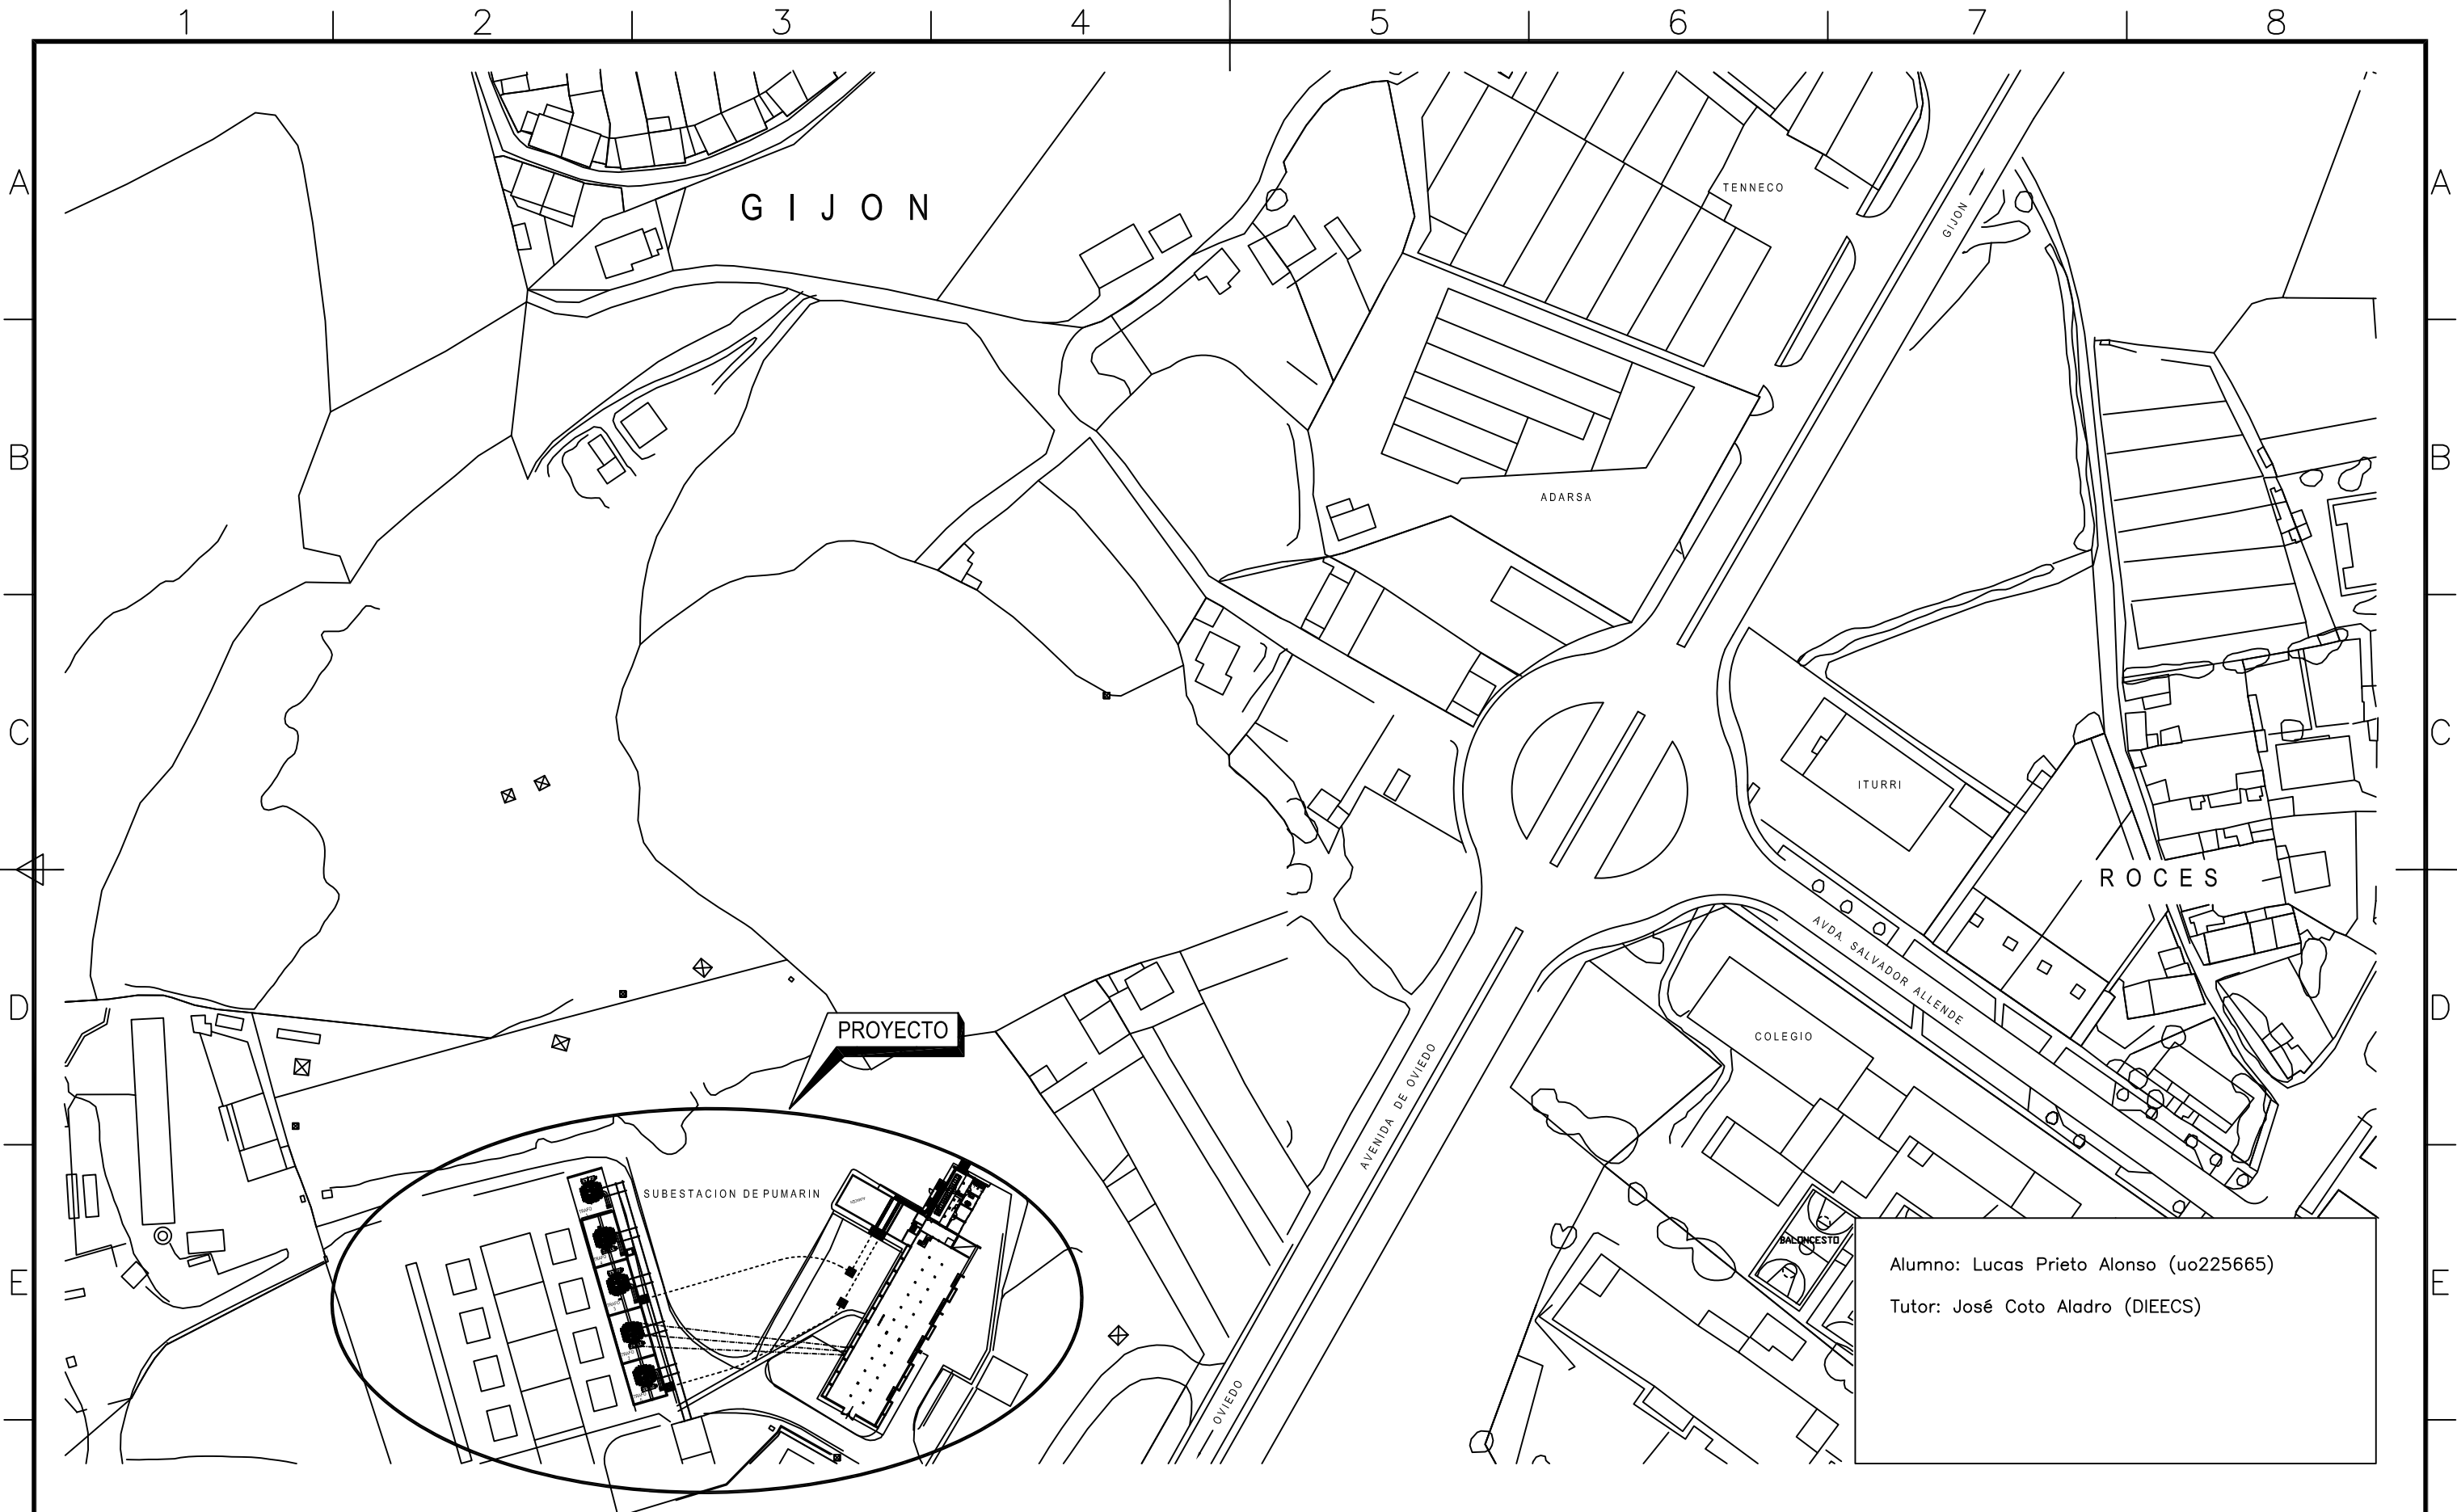 1 2 3 4 5 6 7 8
A A
TENNECO
G I J O N
GIJON
B B
ADARSA
C C
ITURRI
ROCES
AVDA. SALVADOR ALLENDE
D D
PROYECTO
COLEGIO
AVENIDA DE OVIEDO
SUBESTACION DE PUMARIN
BALONCESTO
E E
Alumno: Lucas Prieto Alonso (uo225665)
Tutor: José Coto Aladro (DIEECS)
OVIEDO